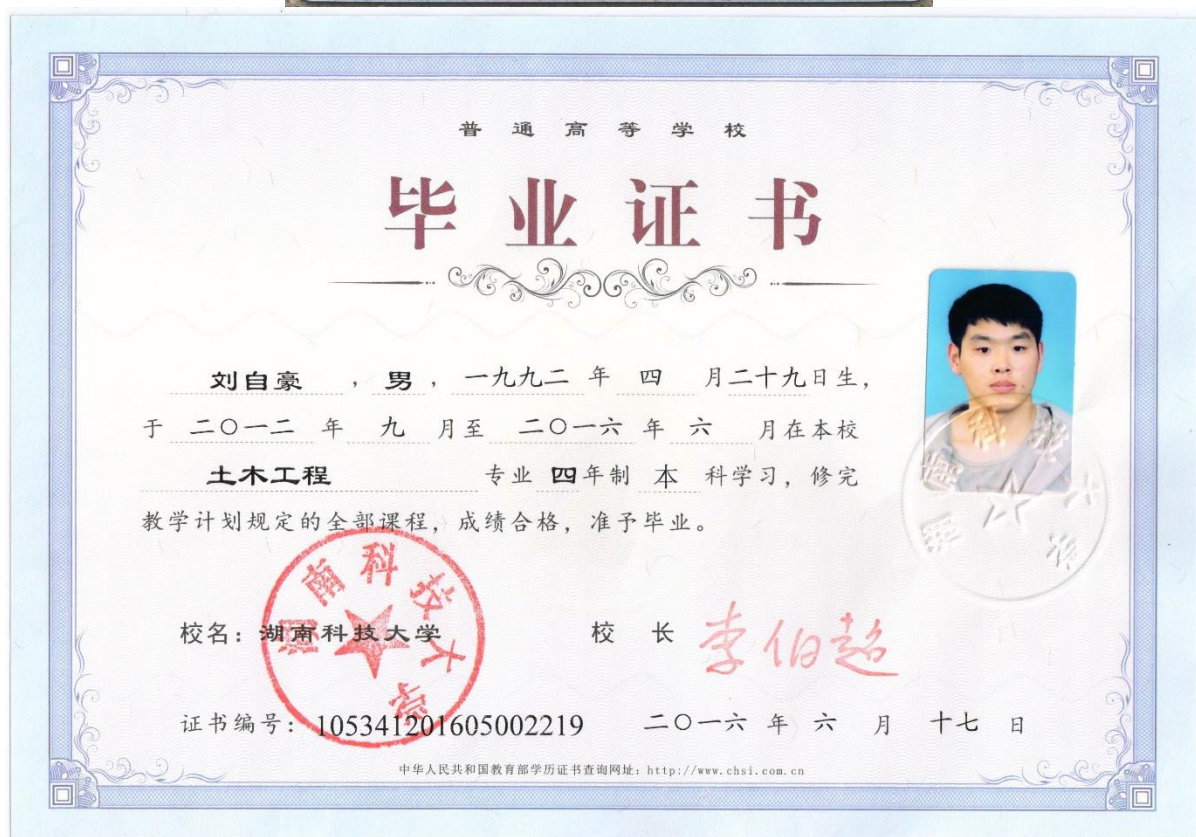 普通高等学校
毕业证书
刘自豪 ，男，一九九二 年 四 月二十九日生，
于 二〇一二 年 九 月至 二〇一六 年 六 月在本校
土木工程 专业 四年制 本 科学习，修完
教学计划规定的全部课程，成绩合格，准予毕业。
湖南科技大学
校名：湖南科技大学 校 长 李伯超
证书编号：105341201605002219 二〇一六 年 六 月 十七 日
中华人民共和国教育部学历证书查询网址：http://www.chsi.com.cn